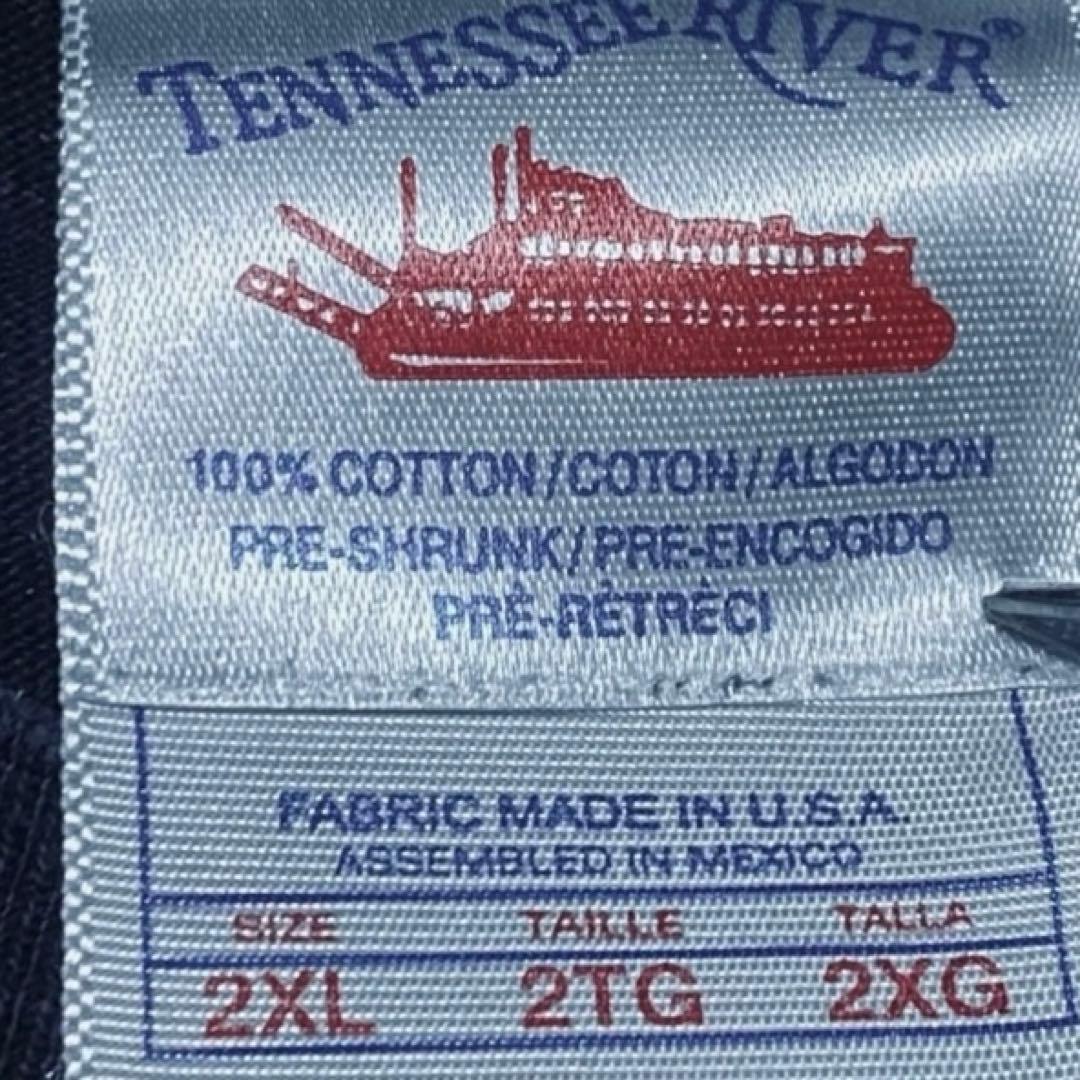 TENNESSEE RIVER®
100% COTTON/COTON/ALGODON
PRE-SHRUNK/PRE-ENCOGIDO
PRÉ-RÉTRÉCI
FABRIC MADE IN U.S.A.
ASSEMBLED IN MEXICO
SIZE TAILLE TALLA
2XL 2TG 2XG